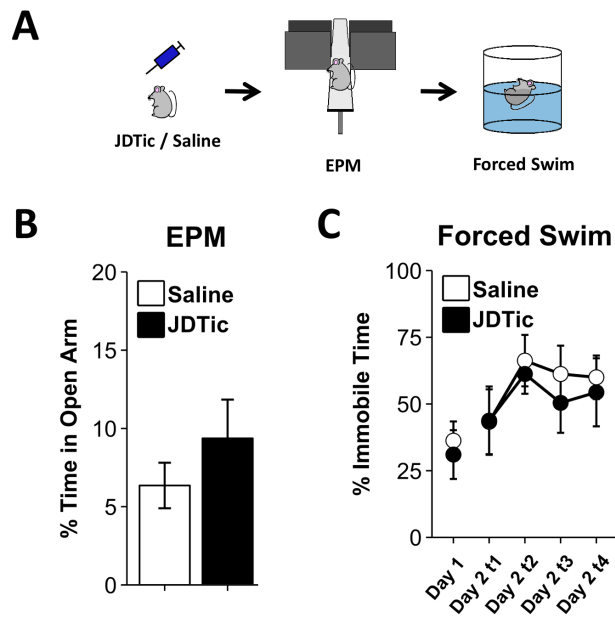 A
JDTic / Saline
EPM
Forced Swim
B
EPM
% Time in Open Arm
20
15
10
5
0
Saline
JDTic
C
Forced Swim
% Immobile Time
100
75
50
25
0
Saline
JDTic
Day 1
Day 2 t1
Day 2 t2
Day 2 t3
Day 2 t4